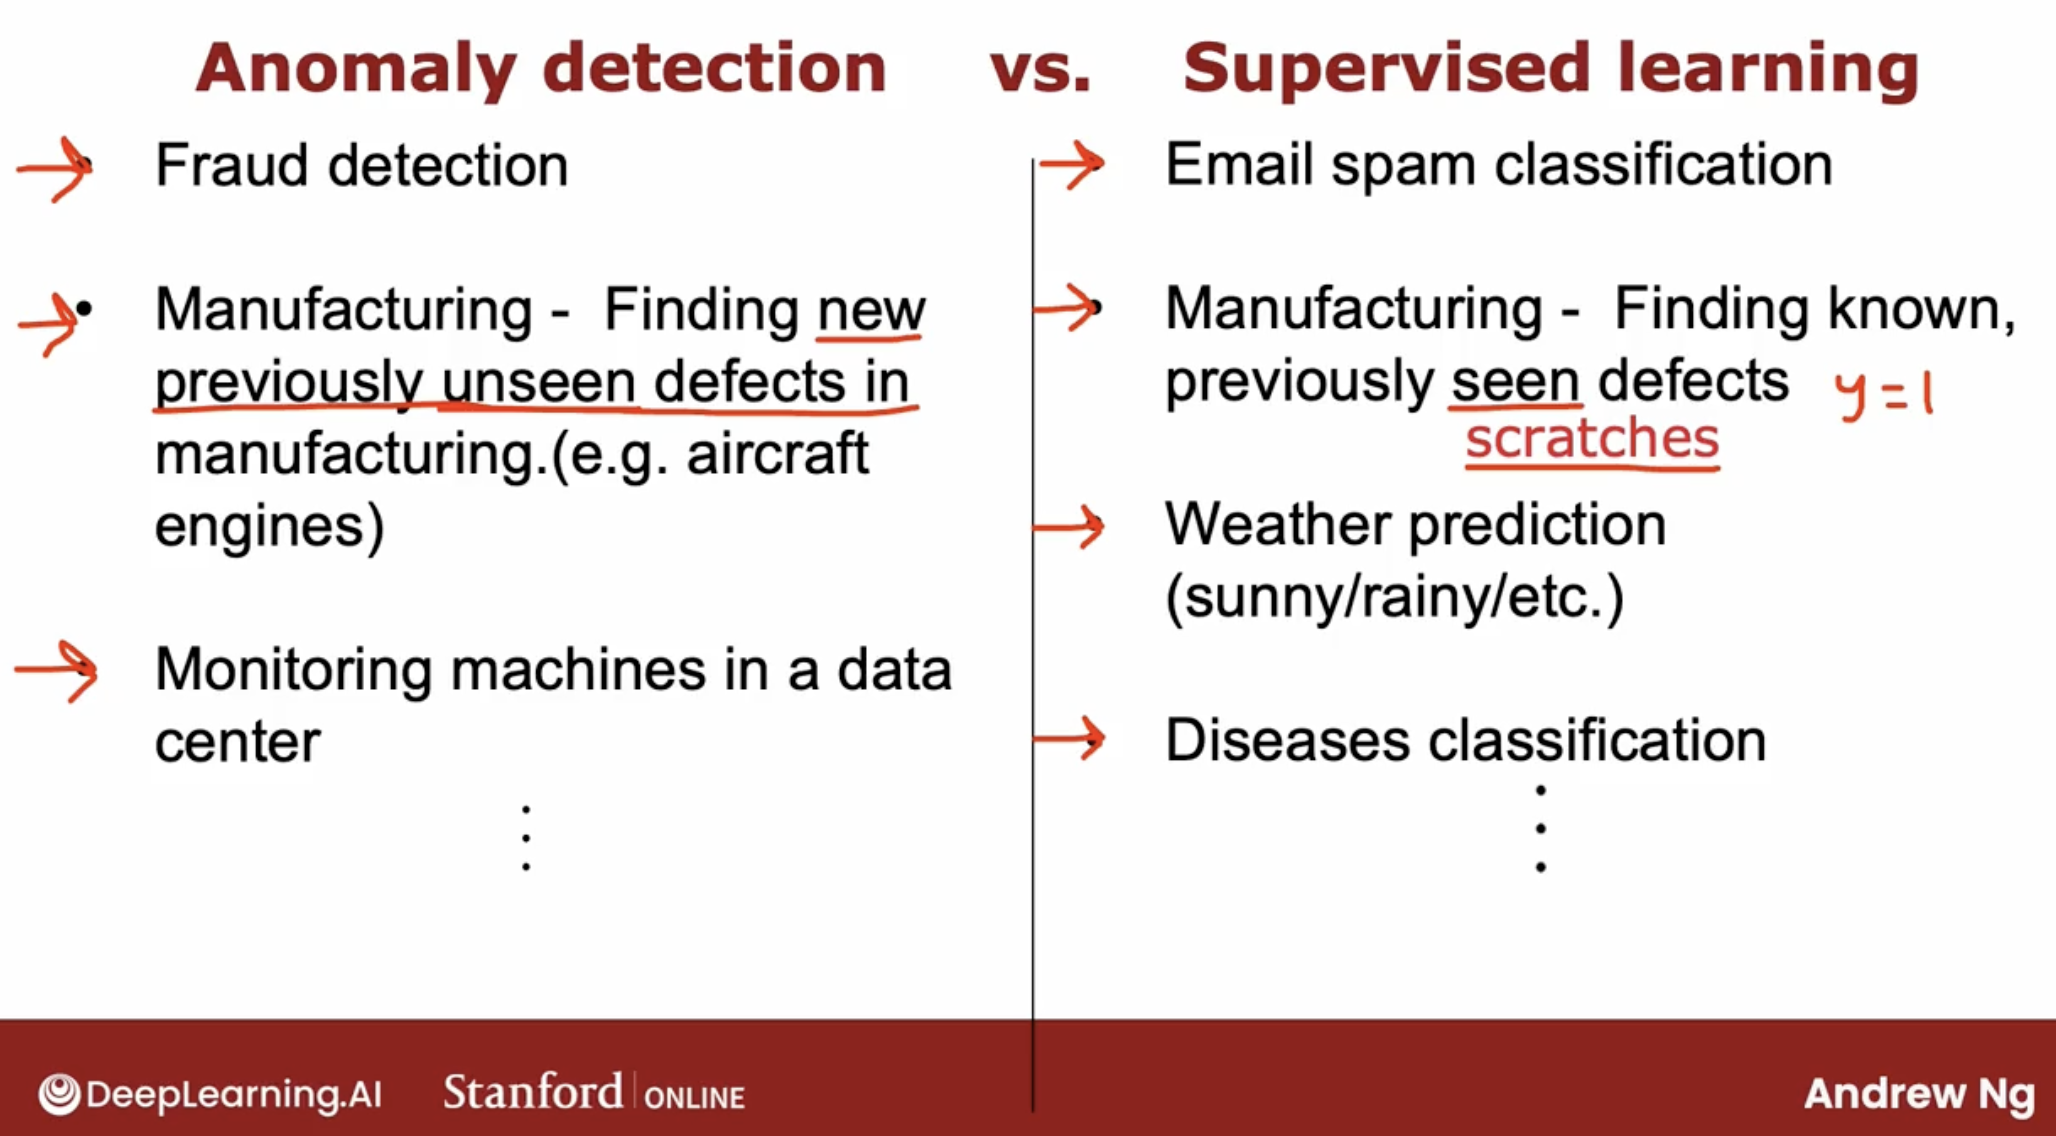 Anomaly detection vs. Supervised learning
• Fraud detection
• Manufacturing - Finding new
previously unseen defects in
manufacturing.(e.g. aircraft
engines)
• Monitoring machines in a data
center
• Email spam classification
• Manufacturing - Finding known,
previously seen defects y=1
scratches
• Weather prediction
(sunny/rainy/etc.)
• Diseases classification
DeepLearning.AI
Stanford | ONLINE
Andrew Ng